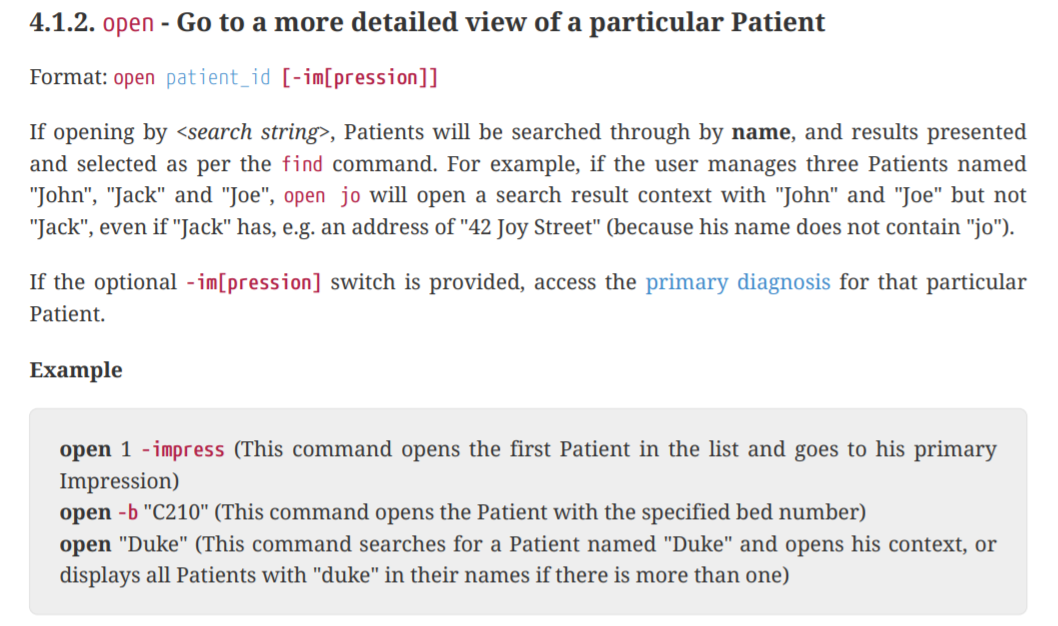 4.1.2. open - Go to a more detailed view of a particular Patient
Format: open patient_id [-im[pression]]
If opening by <search string>, Patients will be searched through by name, and results presented
and selected as per the find command. For example, if the user manages three Patients named
"John", "Jack" and "Joe", open jo will open a search result context with "John" and "Joe" but not
"Jack", even if "Jack" has, e.g. an address of "42 Joy Street" (because his name does not contain "jo").
If the optional -im[pression] switch is provided, access the primary diagnosis for that particular
Patient.
Example
open 1 -impress (This command opens the first Patient in the list and goes to his primary
Impression)
open -b "C210" (This command opens the Patient with the specified bed number)
open "Duke" (This command searches for a Patient named "Duke" and opens his context, or
displays all Patients with "duke" in their names if there is more than one)